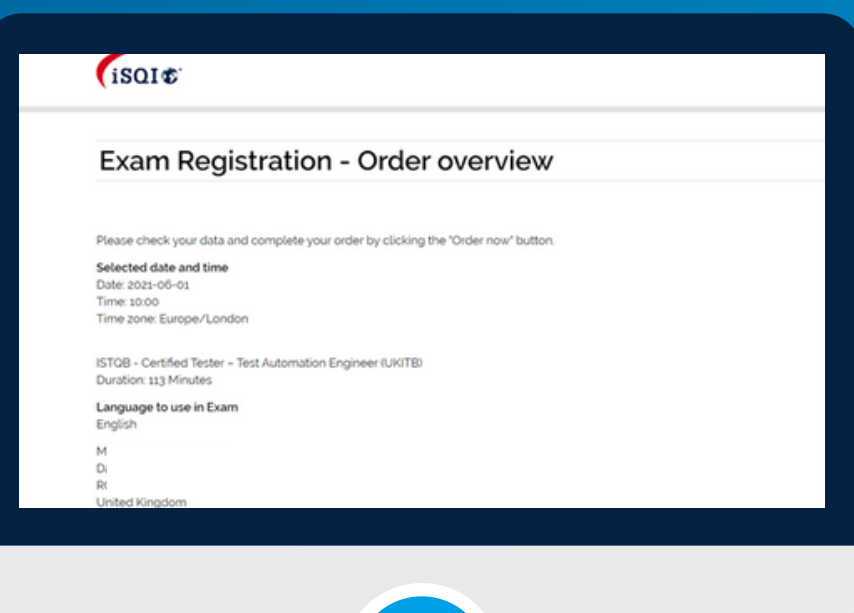 iSQI
Exam Registration - Order overview
Please check your data and complete your order by clicking the "Order now" button.
Selected date and time
Date: 2021-06-01
Time: 10:00
Time zone: Europe/London
ISTQB - Certified Tester – Test Automation Engineer (UKITB)
Duration: 113 Minutes
Language to use in Exam
English
M
United Kingdom